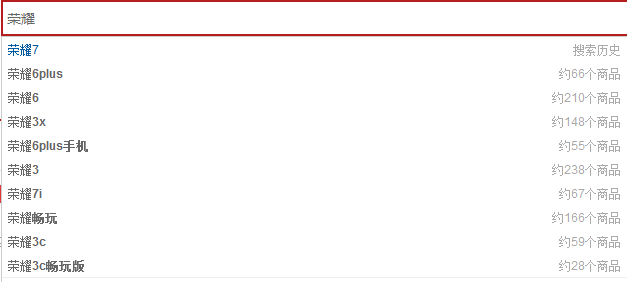 荣耀
荣耀7 搜索历史
荣耀6plus 约66个商品
荣耀6 约210个商品
荣耀3x 约148个商品
荣耀6plus手机 约55个商品
荣耀3 约238个商品
荣耀7i 约67个商品
荣耀畅玩 约166个商品
荣耀3c 约59个商品
荣耀3c畅玩版 约28个商品